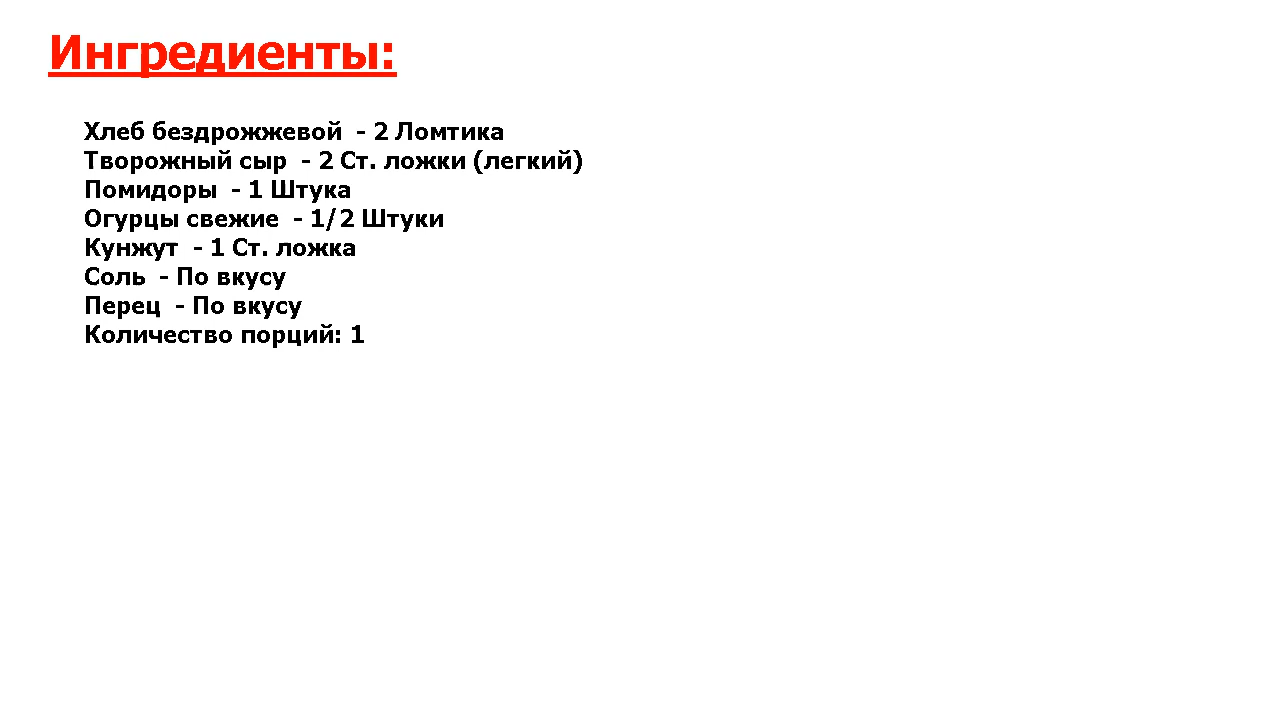 Ингредиенты:
Хлеб бездрожжевой - 2 Ломтика
Творожный сыр - 2 Ст. ложки (легкий)
Помидоры - 1 Штука
Огурцы свежие - 1/2 Штуки
Кунжут - 1 Ст. ложка
Соль - По вкусу
Перец - По вкусу
Количество порций: 1